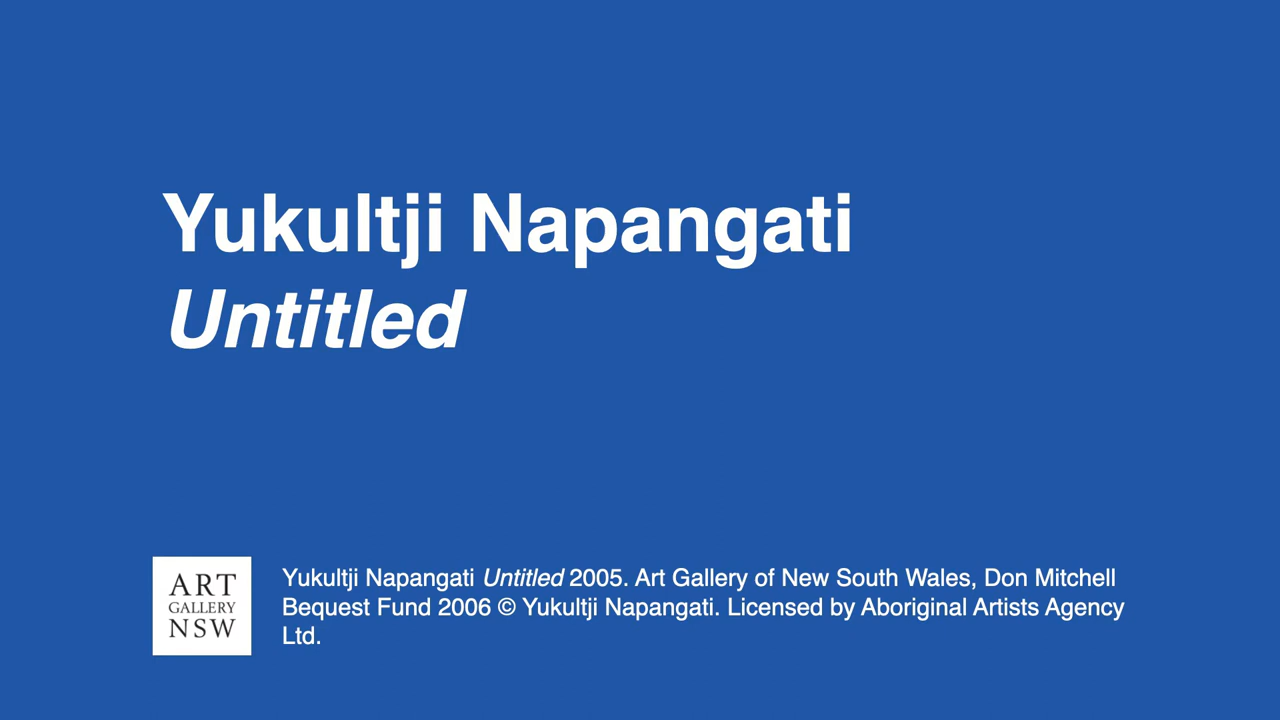 Yukultji Napangati
Untitled
ART
GALLERY
NSW
Yukultji Napangati Untitled 2005. Art Gallery of New South Wales, Don Mitchell
Bequest Fund 2006 © Yukultji Napangati. Licensed by Aboriginal Artists Agency
Ltd.